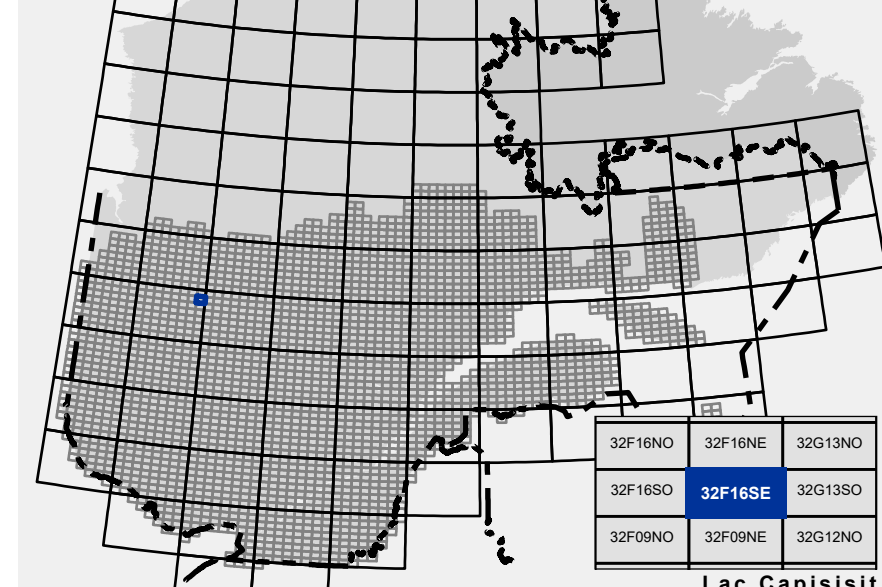 32F16NO 32F16NE 32G13NO
32F16SO 32F16SE 32G13SO
32F09NO 32F09NE 32G12NO
Lac Capisisit